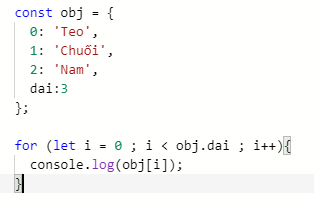 const obj = {
  0: 'Teo',
  1: 'Chuối',
  2: 'Nam',
  dai:3
};
for (let i = 0 ; i < obj.dai ; i++){
  console.log(obj[i]);
}